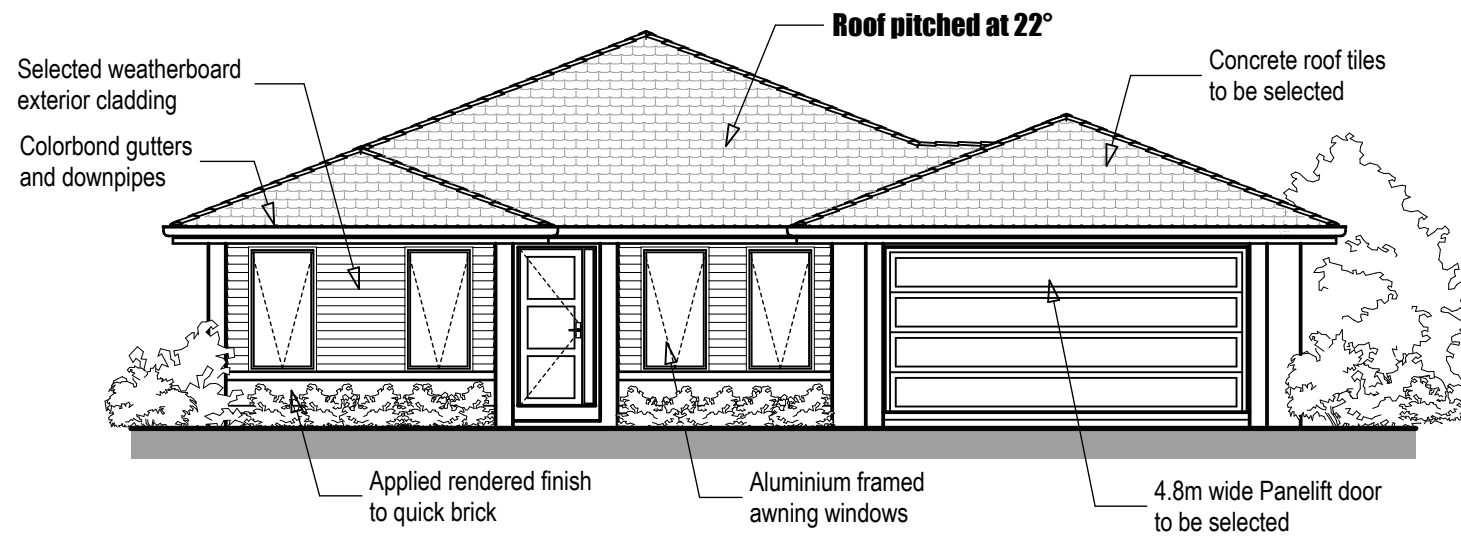 Roof pitched at 22°
Selected weatherboard
exterior cladding
Concrete roof tiles
to be selected
Colorbond gutters
and downpipes
Applied rendered finish
to quick brick
Aluminium framed
awning windows
4.8m wide Panelift door
to be selected